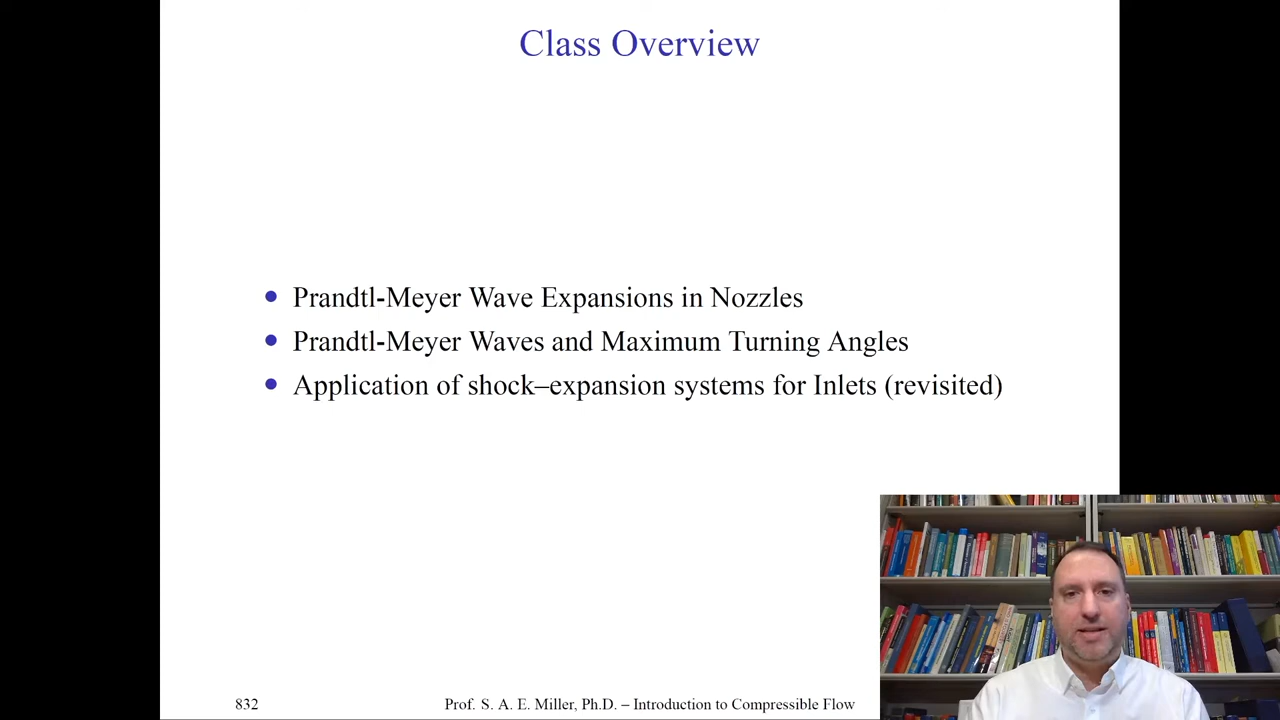 Class Overview
Prandtl-Meyer Wave Expansions in Nozzles
Prandtl-Meyer Waves and Maximum Turning Angles
Application of shock–expansion systems for Inlets (revisited)
832
Prof. S. A. E. Miller, Ph.D. – Introduction to Compressible Flow